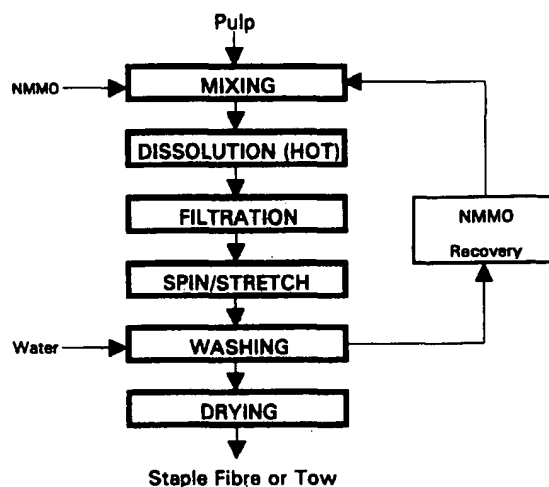 Pulp
NMMO
MIXING
DISSOLUTION (HOT)
FILTRATION
NMMO
Recovery
SPIN/STRETCH
Water
WASHING
DRYING
Staple Fibre or Tow